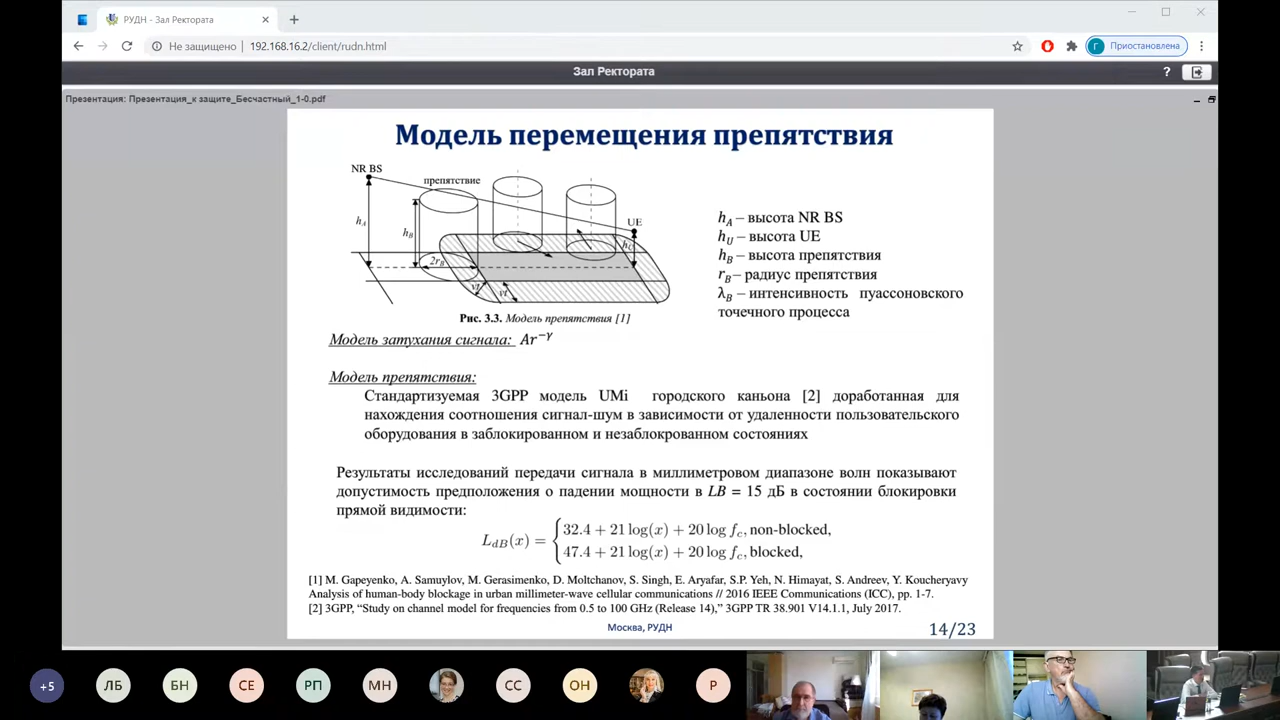 РУДН - Зал Ректората
Не защищено | 192.168.16.2/client/rudn.html
Г Приостановлена
Зал Ректората
?
Презентация: Презентация_к защите_Бесчастный_1-0.pdf
Модель перемещения препятствия
NR BS
препятствие
UE
h_A
h_B
h_U
2r_B
vt
vt
Рис. 3.3. Модель препятствия [1]
h_A – высота NR BS
h_U – высота UE
h_B – высота препятствия
r_B – радиус препятствия
λ_B – интенсивность пуассоновского
точечного процесса
Модель затухания сигнала: Ar^{-γ}
Модель препятствия:
Стандартизуемая 3GPP модель UMi городского каньона [2] доработанная для
нахождения соотношения сигнал-шум в зависимости от удаленности пользовательского
оборудования в заблокированном и незаблокрованном состояниях
Результаты исследований передачи сигнала в миллиметровом диапазоне волн показывают
допустимость предположения о падении мощности в LB = 15 дБ в состоянии блокировки
прямой видимости:
L_{dB}(x) = { 32.4 + 21 log(x) + 20 log f_c, non-blocked,
47.4 + 21 log(x) + 20 log f_c, blocked,
[1] M. Gapeyenko, A. Samuylov, M. Gerasimenko, D. Moltchanov, S. Singh, E. Aryafar, S.P. Yeh, N. Himayat, S. Andreev, Y. Koucheryavy
Analysis of human-body blockage in urban millimeter-wave cellular communications // 2016 IEEE Communications (ICC), pp. 1-7.
[2] 3GPP, “Study on channel model for frequencies from 0.5 to 100 GHz (Release 14),” 3GPP TR 38.901 V14.1.1, July 2017.
Москва, РУДН
14/23
+5 ЛБ БН СЕ РП МН СС ОН Р